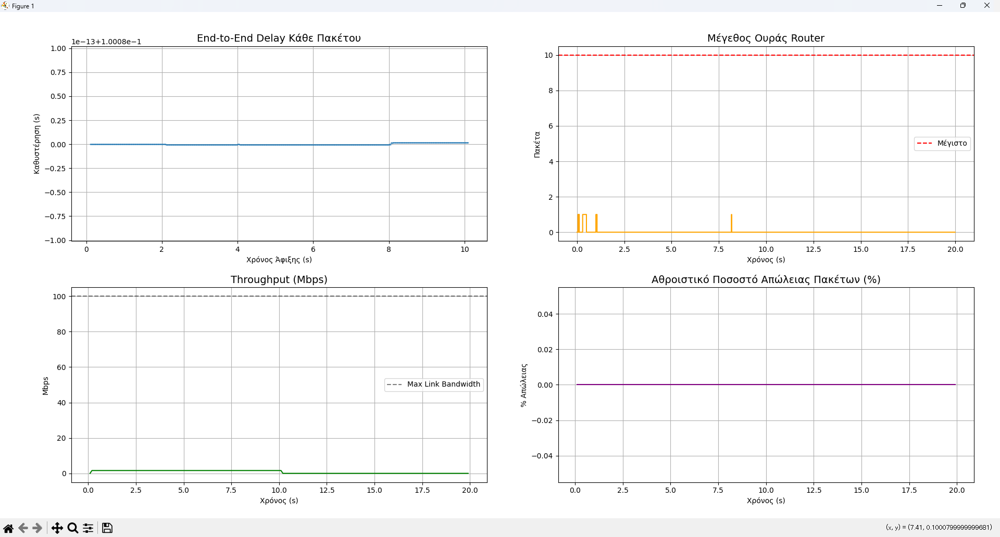 Figure 1
End-to-End Delay Κάθε Πακέτου
1e−13+1.0008e−1
1.00
0.75
0.50
0.25
0.00
−0.25
−0.50
−0.75
−1.00
Καθυστέρηση (s)
0 2 4 6 8 10
Χρόνος Άφιξης (s)
Μέγεθος Ουράς Router
10
8
6
4
2
0
Πακέτα
Μέγιστο
0.0 2.5 5.0 7.5 10.0 12.5 15.0 17.5 20.0
Χρόνος (s)
Throughput (Mbps)
100
80
60
40
20
0
Mbps
Max Link Bandwidth
0.0 2.5 5.0 7.5 10.0 12.5 15.0 17.5 20.0
Χρόνος (s)
Αθροιστικό Ποσοστό Απώλειας Πακέτων (%)
0.04
0.02
0.00
−0.02
−0.04
% Απώλειας
0.0 2.5 5.0 7.5 10.0 12.5 15.0 17.5 20.0
Χρόνος (s)
(x, y) = (7.41, 0.1000799999999681)